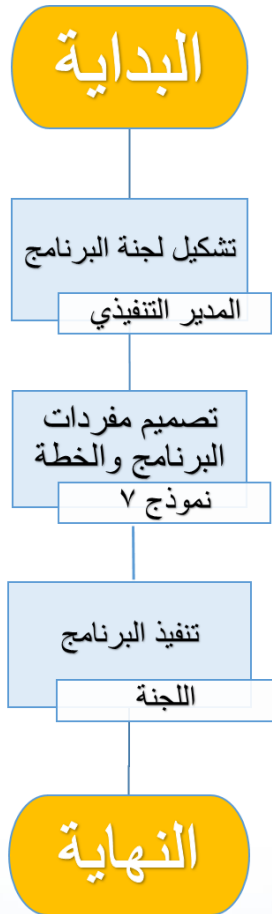 البداية
تشكيل لجنة البرنامج
المدير التنفيذي
تصميم مفردات
البرنامج والخطة
نموذج ٧
تنفيذ البرنامج
اللجنة
النهاية